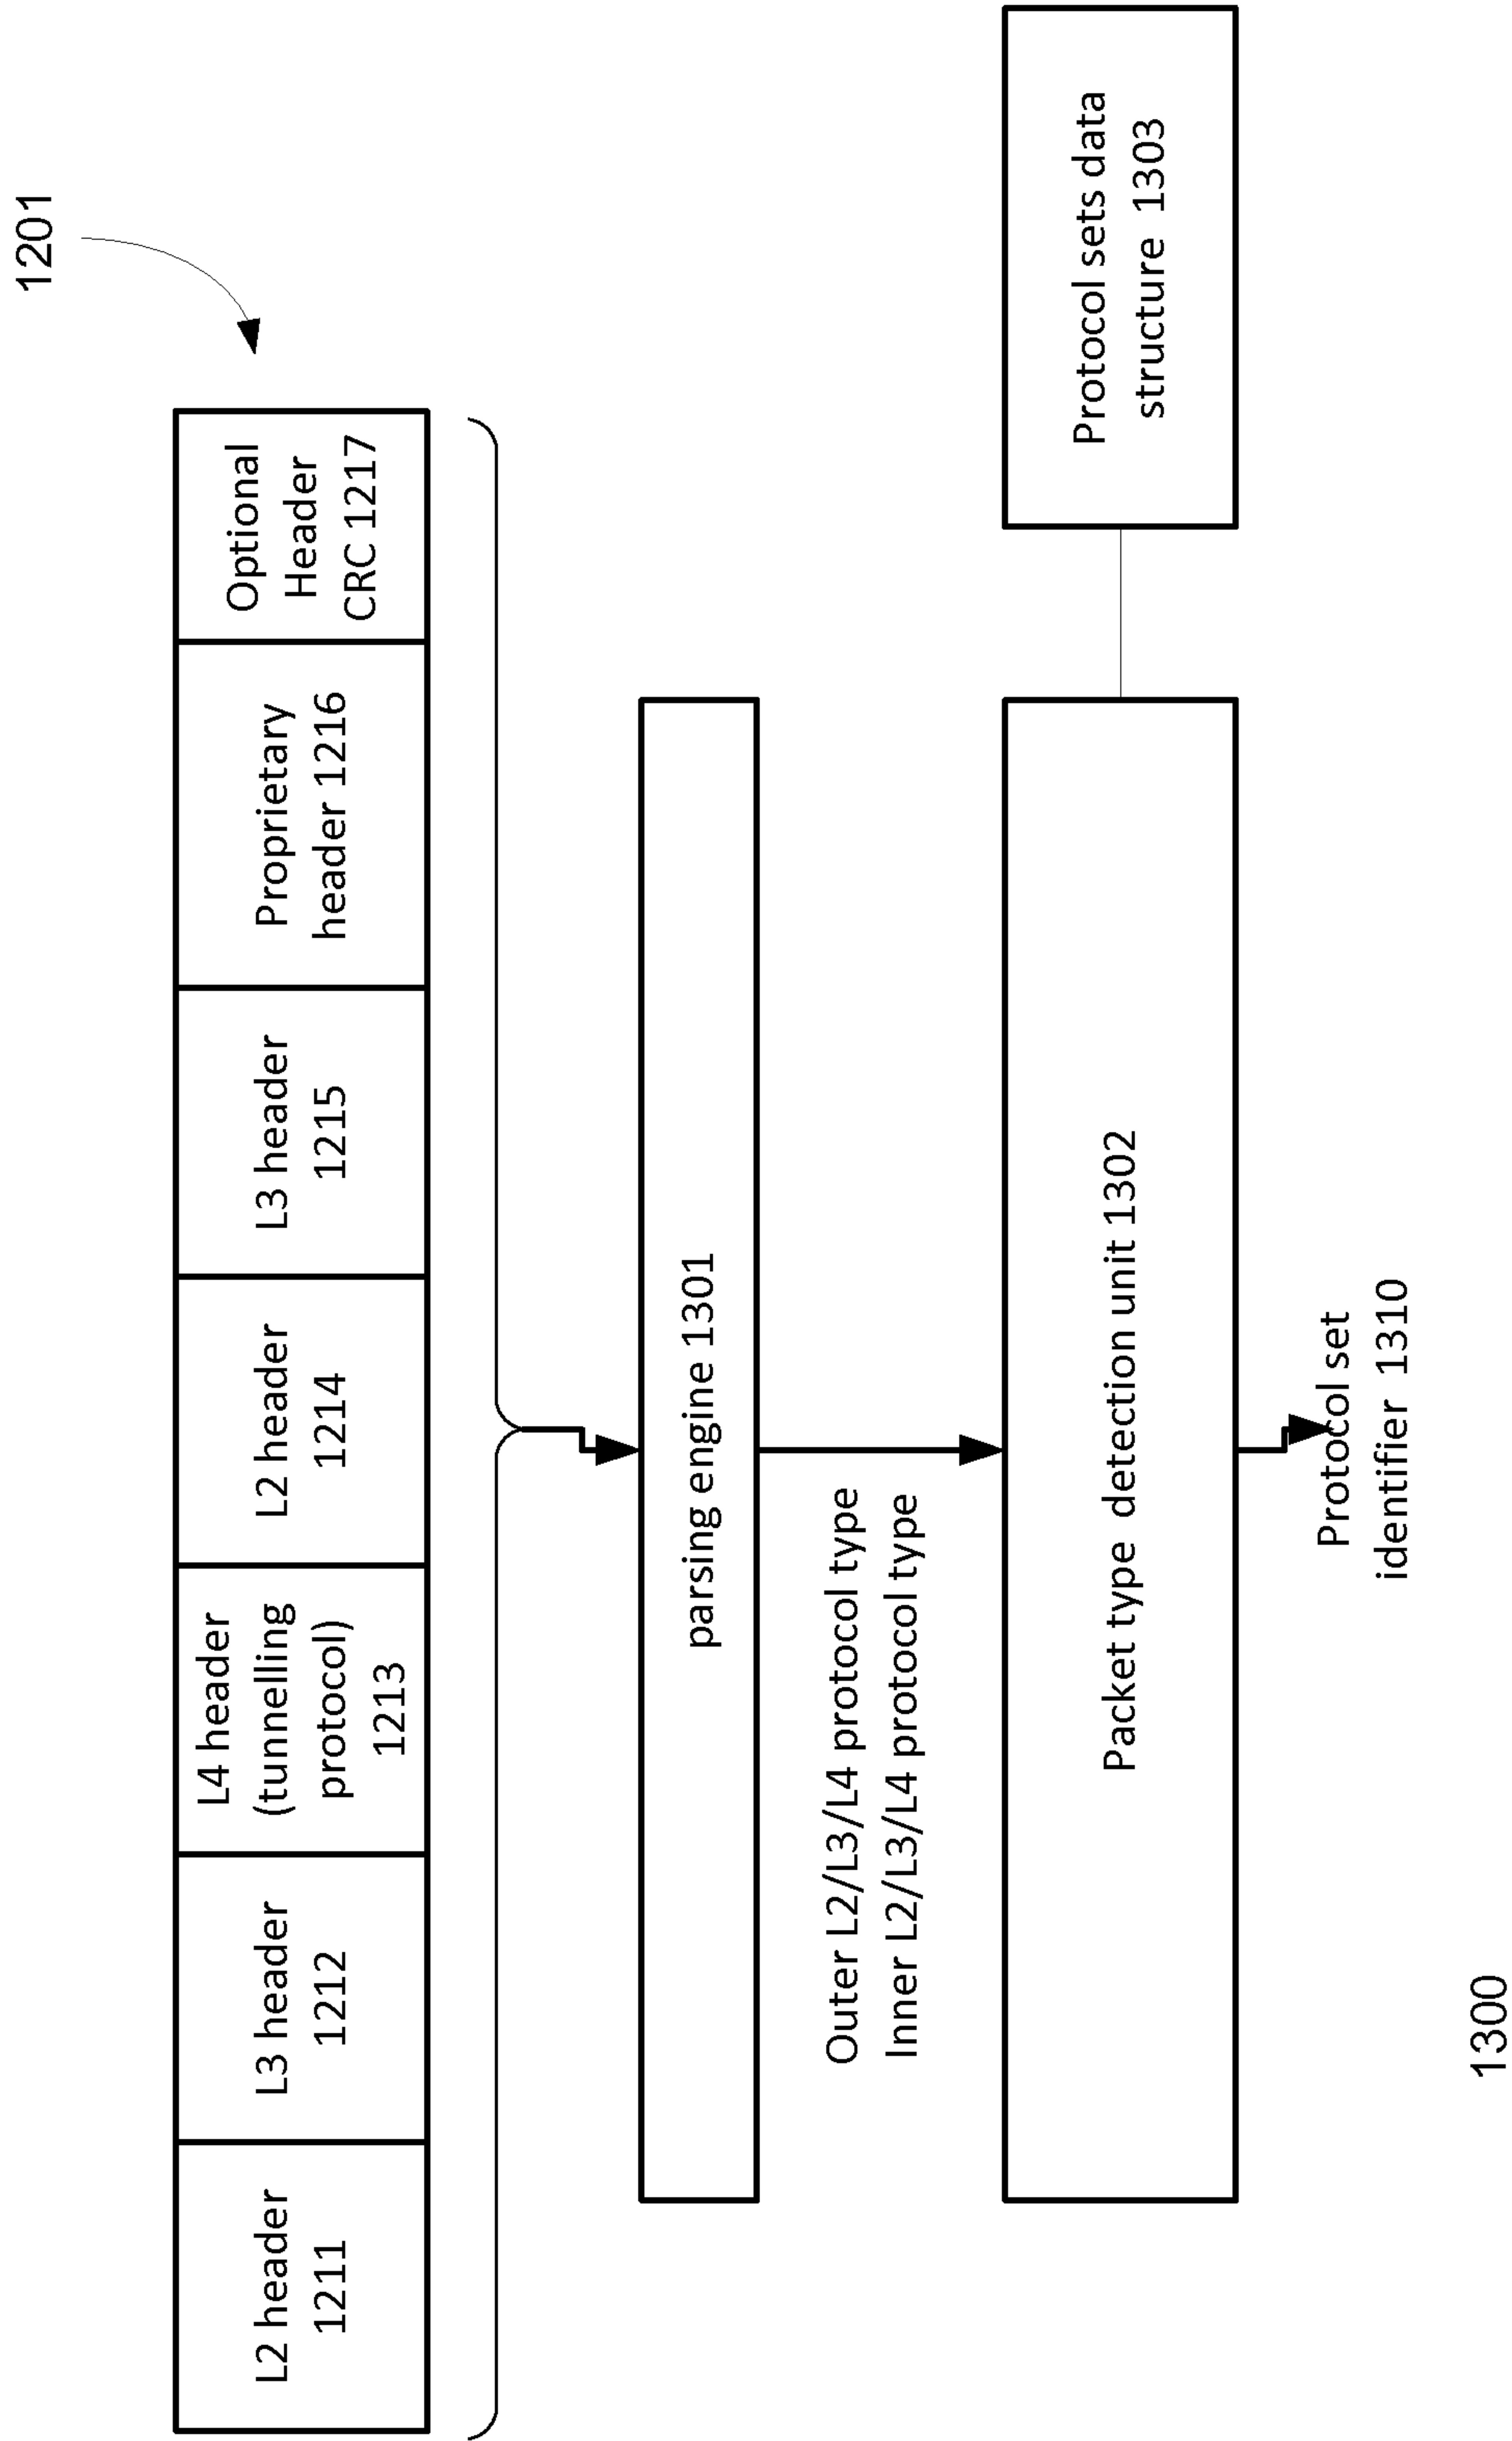 1201
L2 header
1211
L3 header
1212
L4 header
(tunnelling
protocol)
1213
L2 header
1214
L3 header
1215
Proprietary
header 1216
Optional
Header
CRC 1217
parsing engine 1301
Outer L2/L3/L4 protocol type
Inner L2/L3/L4 protocol type
Packet type detection unit 1302
Protocol sets data
structure 1303
Protocol set
identifier 1310
1300